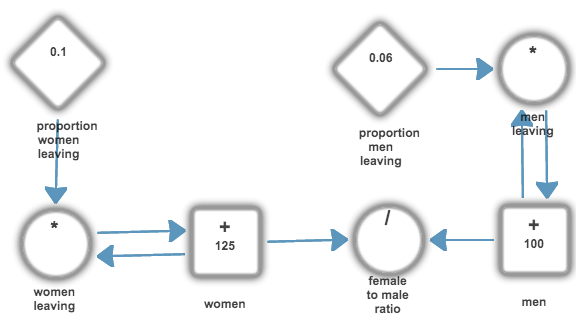 0.1
proportion
women
leaving
0.06
proportion
men
leaving
*
men
leaving
*
women
leaving
+
125
women
/
female
to male
ratio
+
100
men